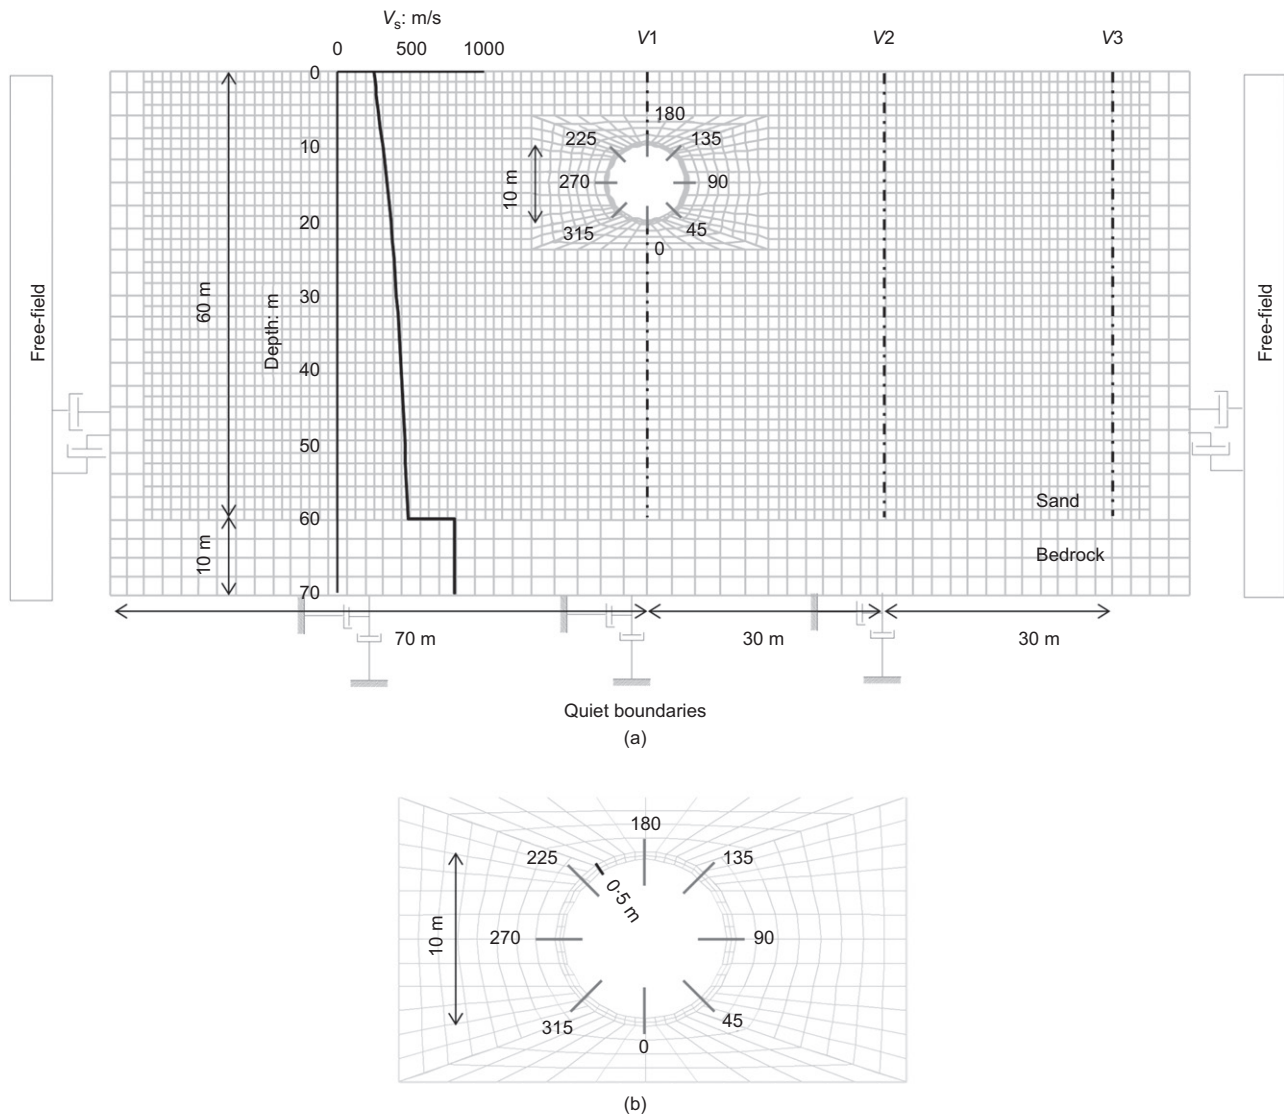 Vs: m/s
0 500 1000
V1 V2 V3
0
10
20
30
40
50
60
70
Depth: m
60 m
10 m
Free-field
Free-field
180
225 135
10 m
270 90
315 45
0
Sand
Bedrock
70 m 30 m 30 m
Quiet boundaries
(a)
180
225 135
0·5 m
10 m
270 90
315 45
0
(b)